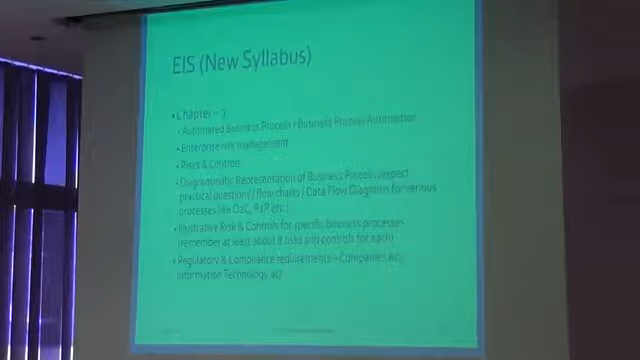 EIS (New Syllabus)
• Chapter – 1
• Automated Business Process / Business Process Automation
• Enterprise risk management
• Risks & Controls
• Diagrammatic Representation of Business Process, expect
practical questions / flow charts / Data Flow Diagrams for various
processes like O2C, P2P etc.)
• Illustrative Risk & Controls for specific business processes
(remember at least about 8 risks and controls for each)
• Regulatory & Compliance requirements – Companies Act,
Information Technology act